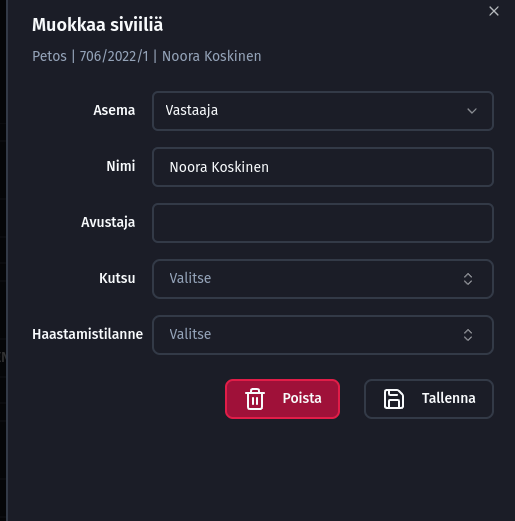 Muokkaa siviiliä
Petos | 706/2022/1 | Noora Koskinen
Asema
Vastaaja
Nimi
Noora Koskinen
Avustaja
Kutsu
Valitse
Haastamistilanne
Valitse
Poista
Tallenna